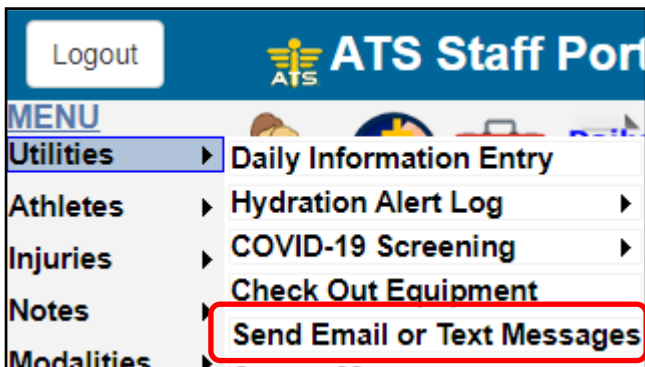 Logout
ATS
ATS Staff Port
MENU
Utilities
Daily Information Entry
Athletes
Hydration Alert Log
Injuries
COVID-19 Screening
Notes
Check Out Equipment
Send Email or Text Messages
Modalities